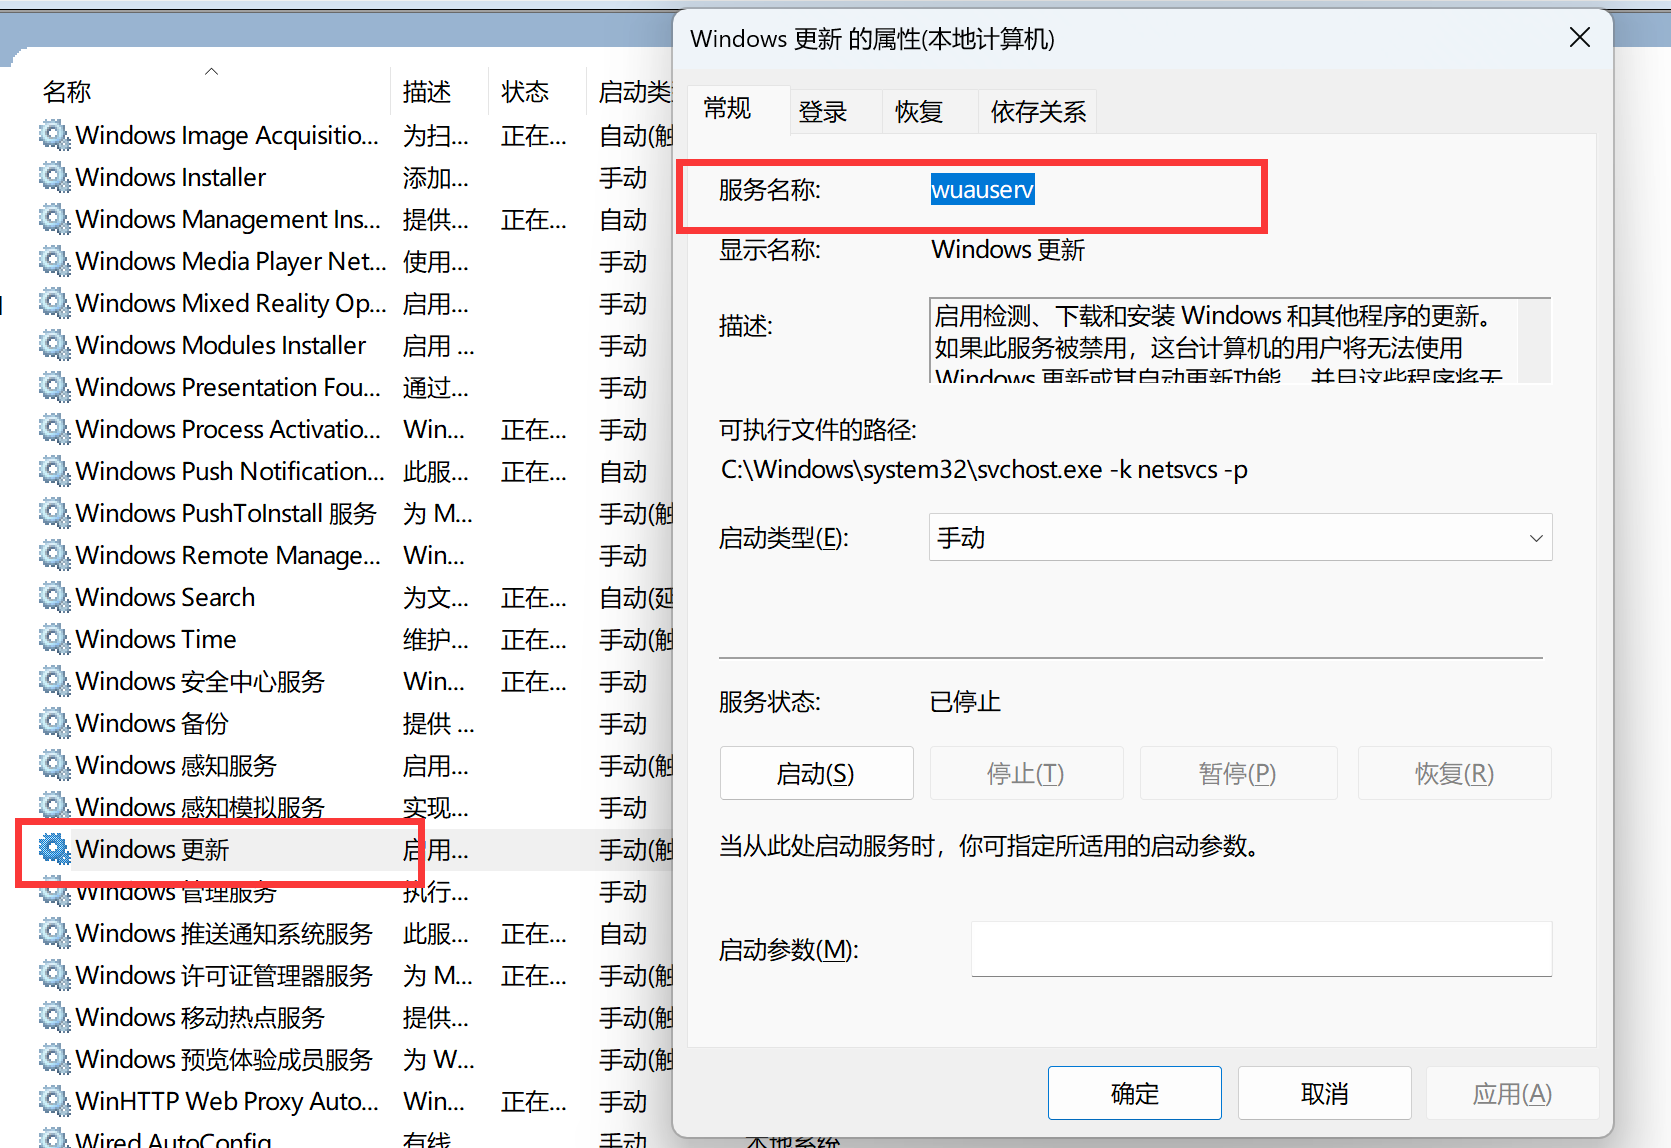 名称 描述 状态 启动类
Windows Image Acquisitio... 为扫... 正在... 自动(触
Windows Installer 添加... 手动
Windows Management Ins... 提供... 正在... 自动
Windows Media Player Net... 使用... 手动
Windows Mixed Reality Op... 启用... 手动
Windows Modules Installer 启用 ... 手动
Windows Presentation Fou... 通过... 手动
Windows Process Activatio... Win... 正在... 手动
Windows Push Notification... 此服... 正在... 自动
Windows PushToInstall 服务 为 M... 手动(触
Windows Remote Manage... Win... 手动
Windows Search 为文... 正在... 自动(延
Windows Time 维护... 正在... 手动(触
Windows 安全中心服务 Win... 正在... 手动
Windows 备份 提供 ... 手动
Windows 感知服务 启用... 手动(触
Windows 感知模拟服务 实现... 手动
Windows 更新 启用... 手动(触
Windows 管理服务 执行... 手动
Windows 推送通知系统服务 此服... 正在... 自动
Windows 许可证管理器服务 为 M... 正在... 手动(触
Windows 移动热点服务 提供... 手动(触
Windows 预览体验成员服务 为 W... 手动(触
WinHTTP Web Proxy Auto... Win... 正在... 手动
Wired AutoConfig 有线... 手动 本地系统
Windows 更新 的属性(本地计算机)
常规 登录 恢复 依存关系
服务名称: wuauserv
显示名称: Windows 更新
描述: 启用检测、下载和安装 Windows 和其他程序的更新。
如果此服务被禁用，这台计算机的用户将无法使用
Windows 更新或其自动更新功能，并且这些程序将无
可执行文件的路径:
C:\Windows\system32\svchost.exe -k netsvcs -p
启动类型(E): 手动
服务状态: 已停止
启动(S) 停止(T) 暂停(P) 恢复(R)
当从此处启动服务时，你可指定所适用的启动参数。
启动参数(M):
确定 取消 应用(A)